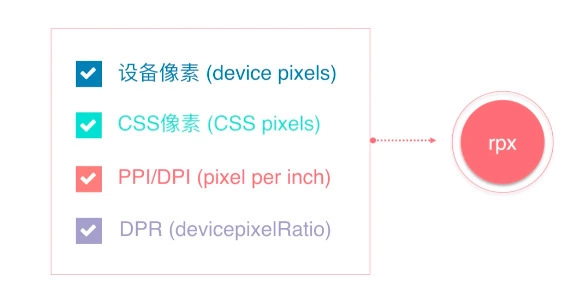 设备像素 (device pixels)
CSS像素 (CSS pixels)
PPI/DPI (pixel per inch)
DPR (devicepixelRatio)
rpx